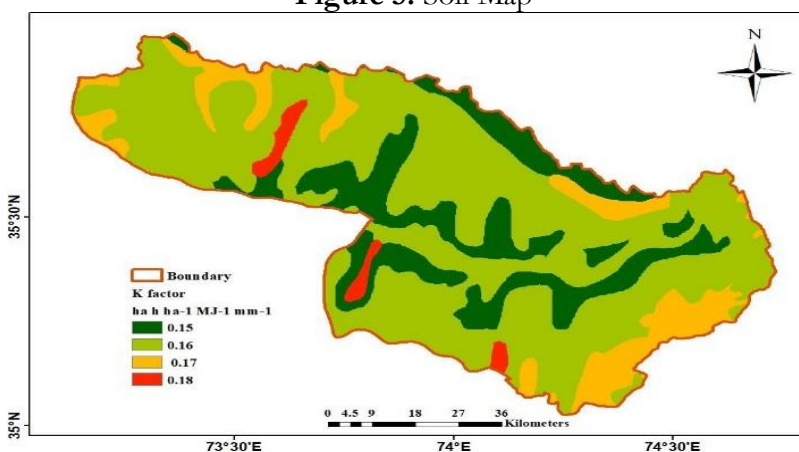 Figure 3. Soil Map
N
35°30'N
35°N
Boundary
K factor
ha h ha-1 MJ-1 mm-1
0.15
0.16
0.17
0.18
0 4.5 9 18 27 36
Kilometers
73°30'E 74°E 74°30'E